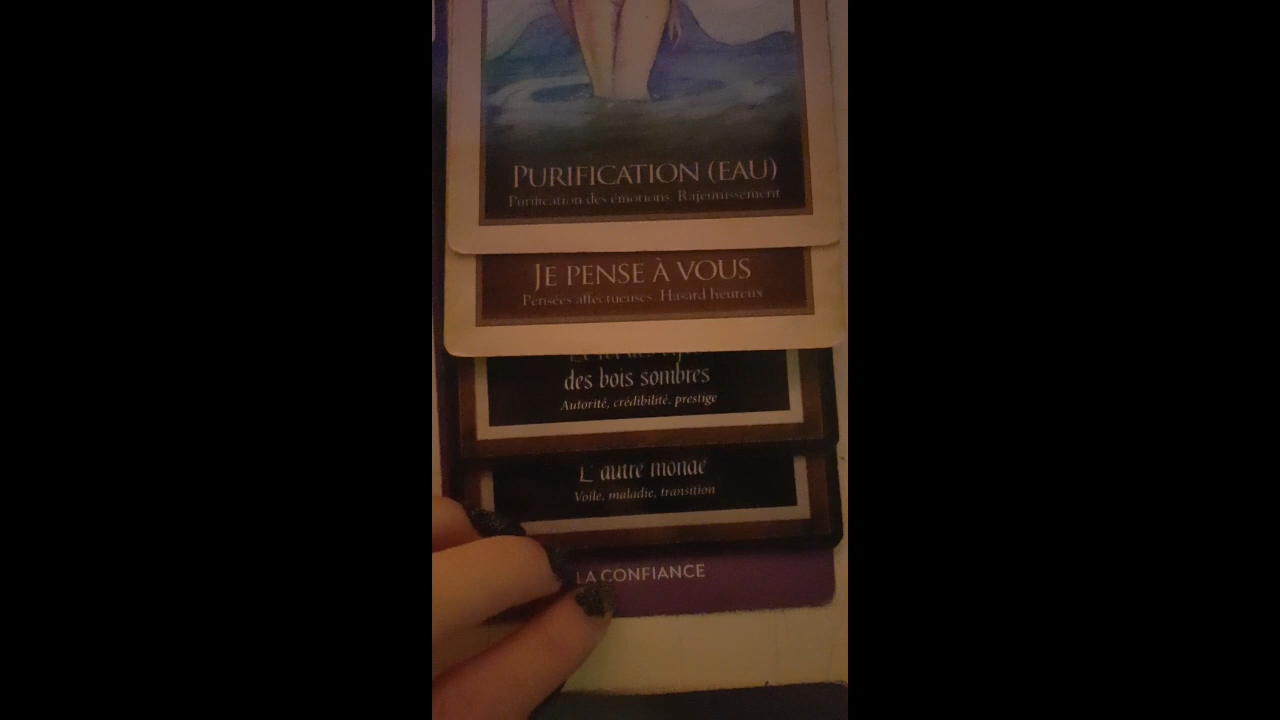 PURIFICATION (EAU)
Purification des émotions. Rajeunissement
JE PENSE À VOUS
Pensées affectueuses. Hasard heureux
des bois sombres
Autorité, crédibilité, prestige
L'autre monde
Voile, maladie, transition
LA CONFIANCE